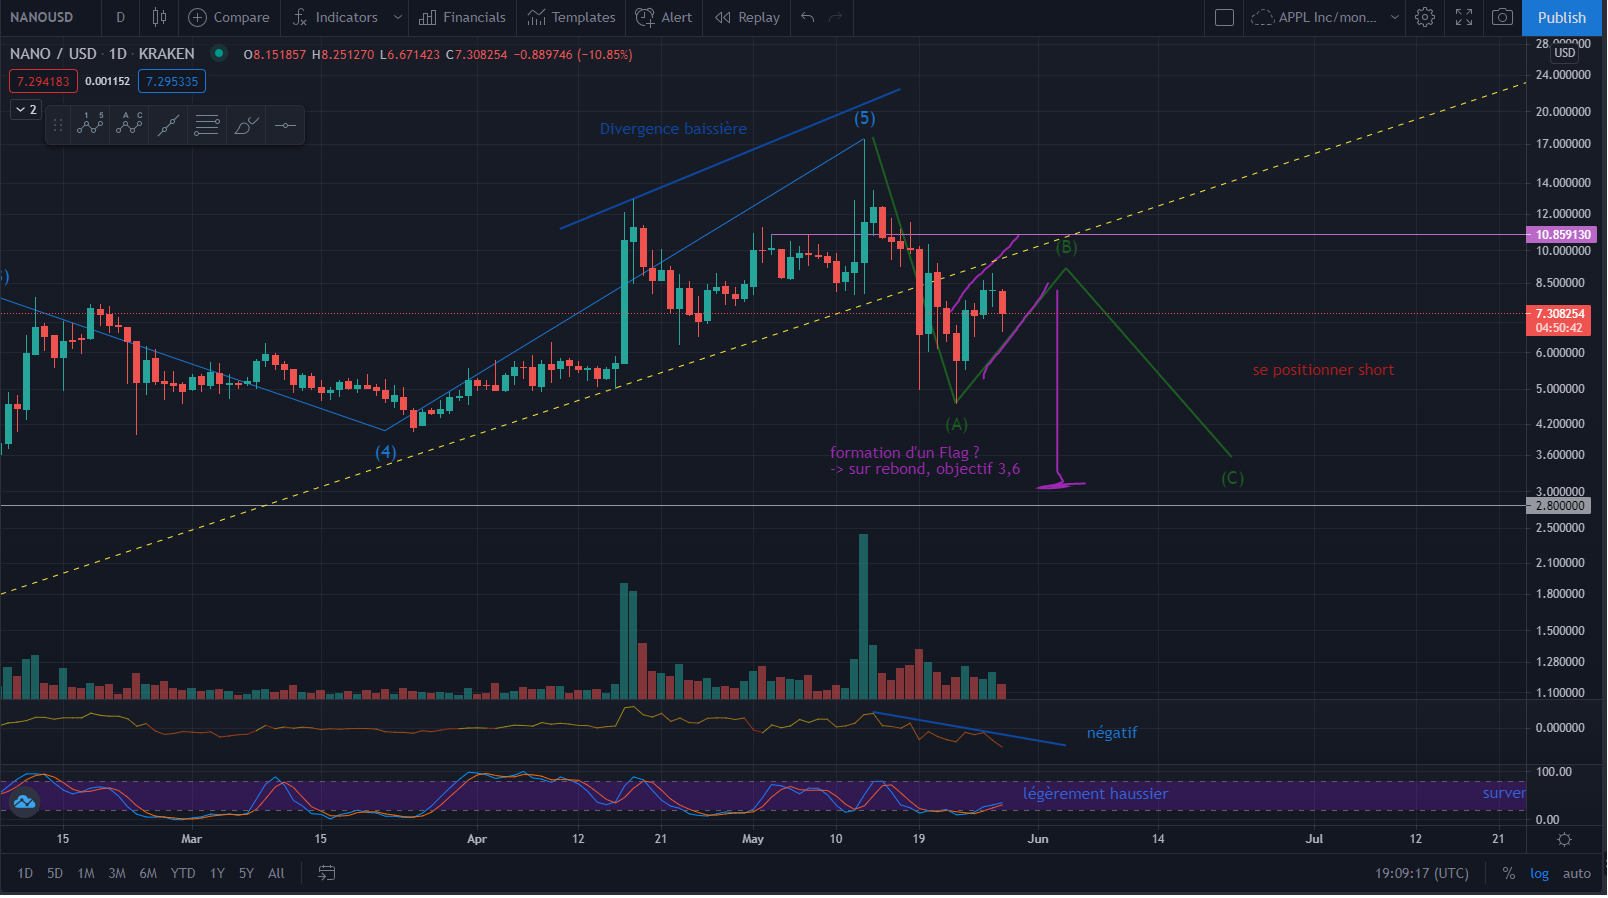 NANOUSD D Compare Indicators Financials Templates Alert Replay APPL Inc/mon... Publish
NANO / USD · 1D · KRAKEN O8.151857 H8.251270 L6.671423 C7.308254 −0.889746 (−10.85%)
7.294183 0.001152 7.295335
2
1 5 A C
28.000000
USD
24.000000
20.000000
17.000000
14.000000
12.000000
10.859130
10.000000
8.500000
7.308254
04:50:42
6.000000
5.000000
4.200000
3.600000
3.000000
2.800000
2.500000
2.100000
1.800000
1.500000
1.280000
1.100000
0.000000
100.00
0.00
Divergence baissière
(5)
(4)
(B)
(A)
(C)
se positionner short
formation d'un Flag ?
-> sur rebond, objectif 3,6
négatif
légèrement haussier
surver
15 Mar 15 Apr 12 21 May 10 19 Jun 14 Jul 12 21
1D 5D 1M 3M 6M YTD 1Y 5Y All 19:09:17 (UTC) % log auto